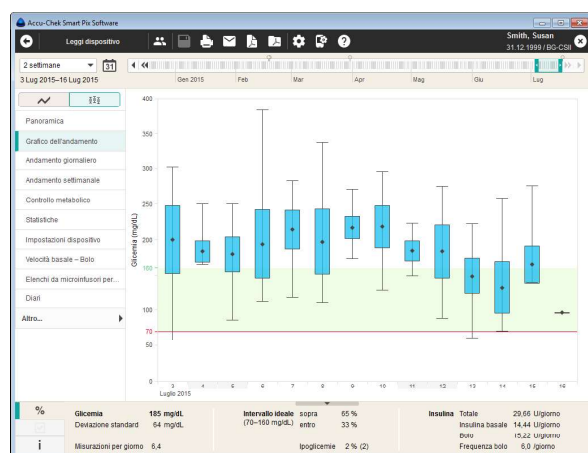 Accu-Chek Smart Pix Software
Leggi dispositivo
Smith, Susan
31.12.1999 / BG-CSII
2 settimane
31
3 Lug 2015–16 Lug 2015
Gen 2015 Feb Mar Apr Mag Giu Lug
Panoramica
Grafico dell'andamento
Andamento giornaliero
Andamento settimanale
Controllo metabolico
Statistiche
Impostazioni dispositivo
Velocità basale – Bolo
Elenchi da microinfusori per...
Diari
Altro...
Glicemia (mg/dL)
400
350
300
250
200
160
100
70
50
0
3 4 5 6 7 8 9 10 11 12 13 14 15 16
Luglio 2015
%
i
Glicemia 185 mg/dL
Deviazione standard 64 mg/dL
Misurazioni per giorno 6,4
Intervallo ideale sopra 65 %
(70–160 mg/dL) entro 33 %
Ipoglicemie 2 % (2)
Insulina Totale 29,66 U/giorno
Insulina basale 14,44 U/giorno
Bolo 15,22 U/giorno
Frequenza bolo 6,0 /giorno